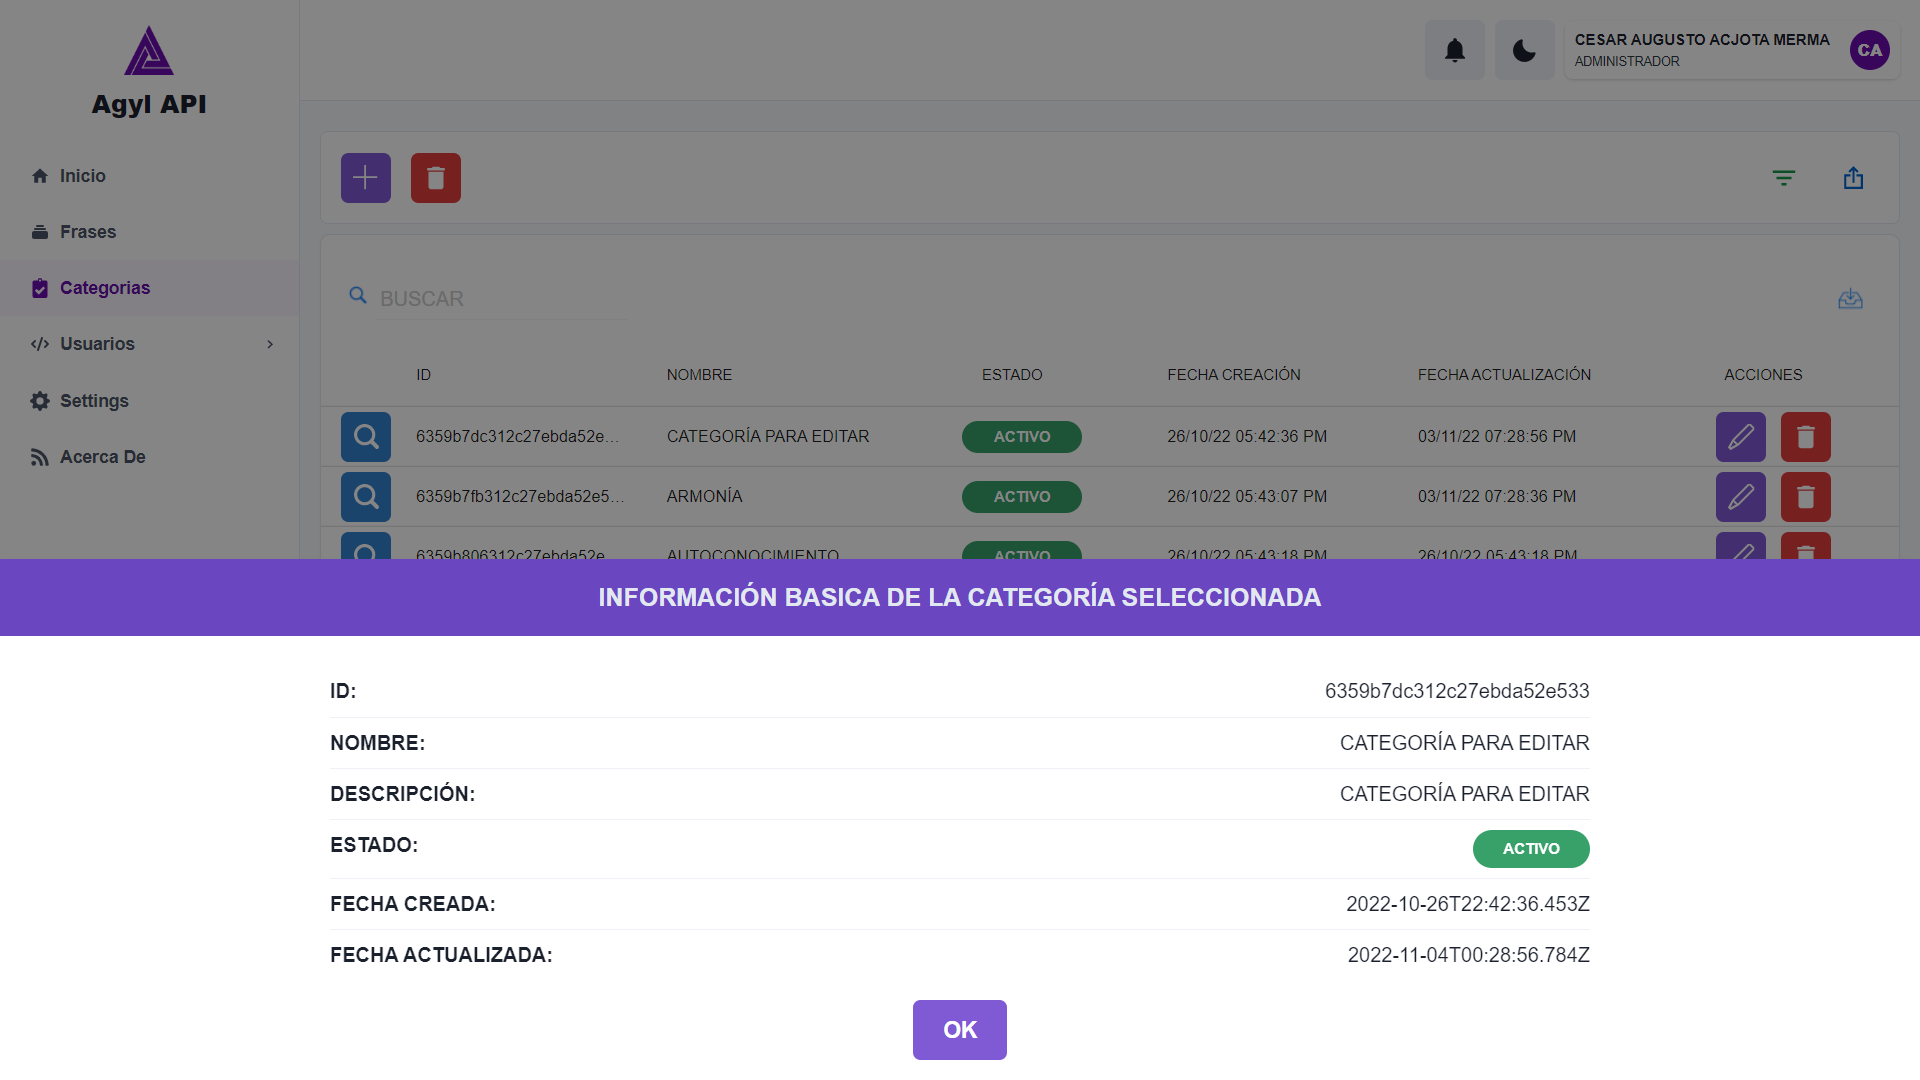 Agyl API
CESAR AUGUSTO ACJOTA MERMA
ADMINISTRADOR
CA
Inicio
Frases
Categorias
Usuarios
Settings
Acerca De
BUSCAR
ID NOMBRE ESTADO FECHA CREACIÓN FECHA ACTUALIZACIÓN ACCIONES
6359b7dc312c27ebda52e... CATEGORÍA PARA EDITAR ACTIVO 26/10/22 05:42:36 PM 03/11/22 07:28:56 PM
6359b7fb312c27ebda52e5... ARMONÍA ACTIVO 26/10/22 05:43:07 PM 03/11/22 07:28:36 PM
6359b806312c27ebda52e AUTOCONOCIMIENTO ACTIVO 26/10/22 05:43:18 PM 26/10/22 05:43:18 PM
INFORMACIÓN BASICA DE LA CATEGORÍA SELECCIONADA
ID: 6359b7dc312c27ebda52e533
NOMBRE: CATEGORÍA PARA EDITAR
DESCRIPCIÓN: CATEGORÍA PARA EDITAR
ESTADO: ACTIVO
FECHA CREADA: 2022-10-26T22:42:36.453Z
FECHA ACTUALIZADA: 2022-11-04T00:28:56.784Z
OK